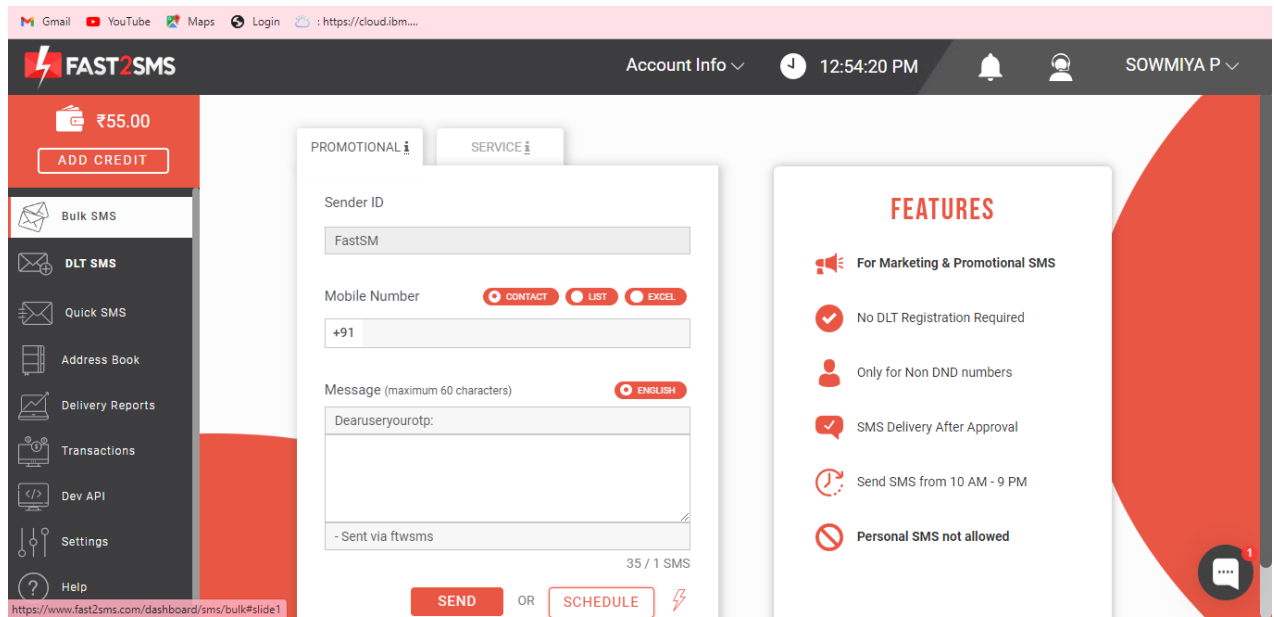 Gmail YouTube Maps Login : https://cloud.ibm....
FAST2SMS Account Info 12:54:20 PM SOWMIYA P
₹55.00
ADD CREDIT
Bulk SMS
DLT SMS
Quick SMS
Address Book
Delivery Reports
Transactions
Dev API
Settings
Help
https://www.fast2sms.com/dashboard/sms/bulk#slide1
PROMOTIONAL i SERVICE i
Sender ID
FastSM
Mobile Number CONTACT LIST EXCEL
+91
Message (maximum 60 characters) ENGLISH
Dearuseryourotp:
- Sent via ftwsms
35 / 1 SMS
SEND OR SCHEDULE
FEATURES
For Marketing & Promotional SMS
No DLT Registration Required
Only for Non DND numbers
SMS Delivery After Approval
Send SMS from 10 AM - 9 PM
Personal SMS not allowed
1